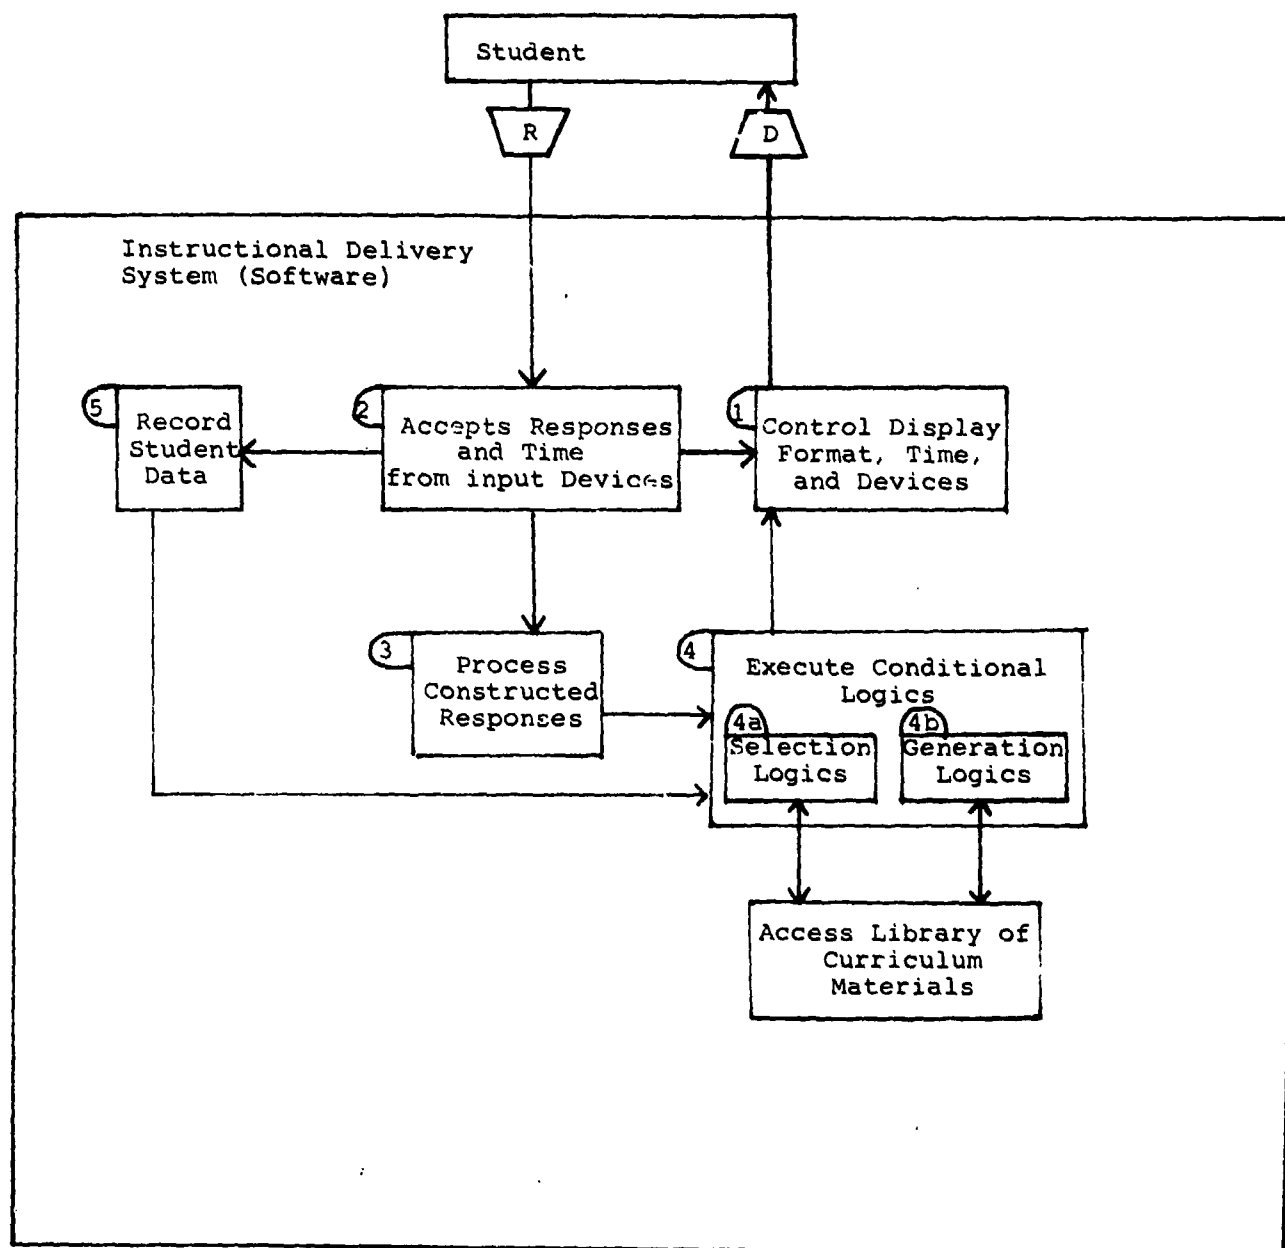 Student
R
D
Instructional Delivery
System (Software)
5
Record
Student
Data
2
Accepts Responses
and Time
from input Devices
1
Control Display
Format, Time,
and Devices
3
Process
Constructed
Responses
4
Execute Conditional
Logics
4a
Selection
Logics
4b
Generation
Logics
Access Library of
Curriculum
Materials